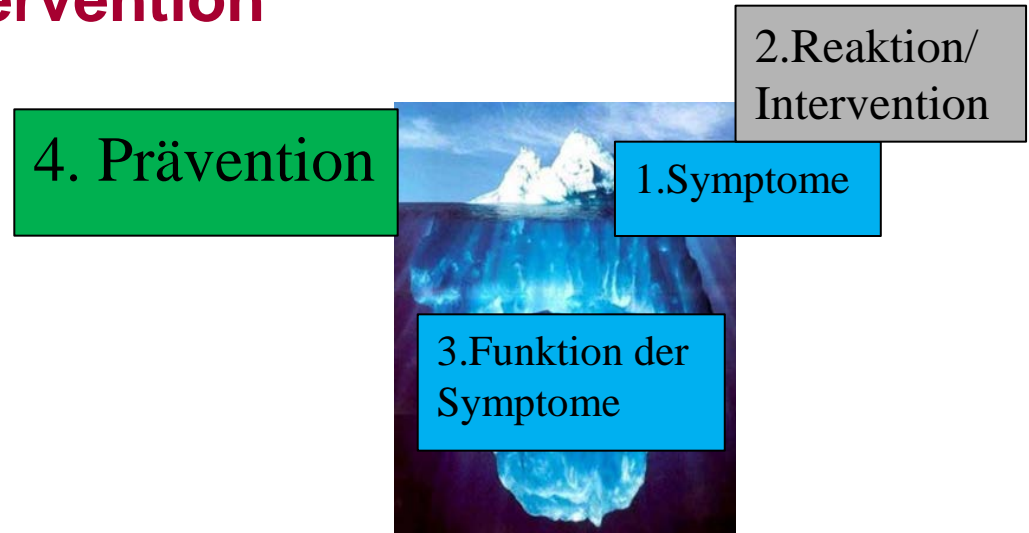 ervention
2.Reaktion/
Intervention
4. Prävention
1.Symptome
3.Funktion der
Symptome